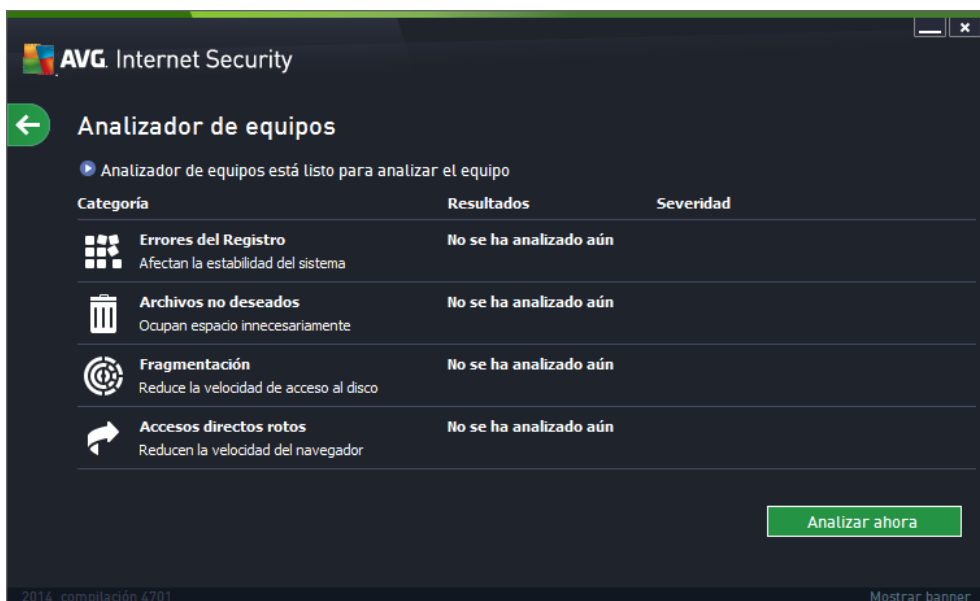 AVG. Internet Security
Analizador de equipos
Analizador de equipos está listo para analizar el equipo
Categoría Resultados Severidad
Errores del Registro No se ha analizado aún
Afectan la estabilidad del sistema
Archivos no deseados No se ha analizado aún
Ocupan espacio innecesariamente
Fragmentación No se ha analizado aún
Reduce la velocidad de acceso al disco
Accesos directos rotos No se ha analizado aún
Reducen la velocidad del navegador
Analizar ahora
2014 compilación 4701 Mostrar banner